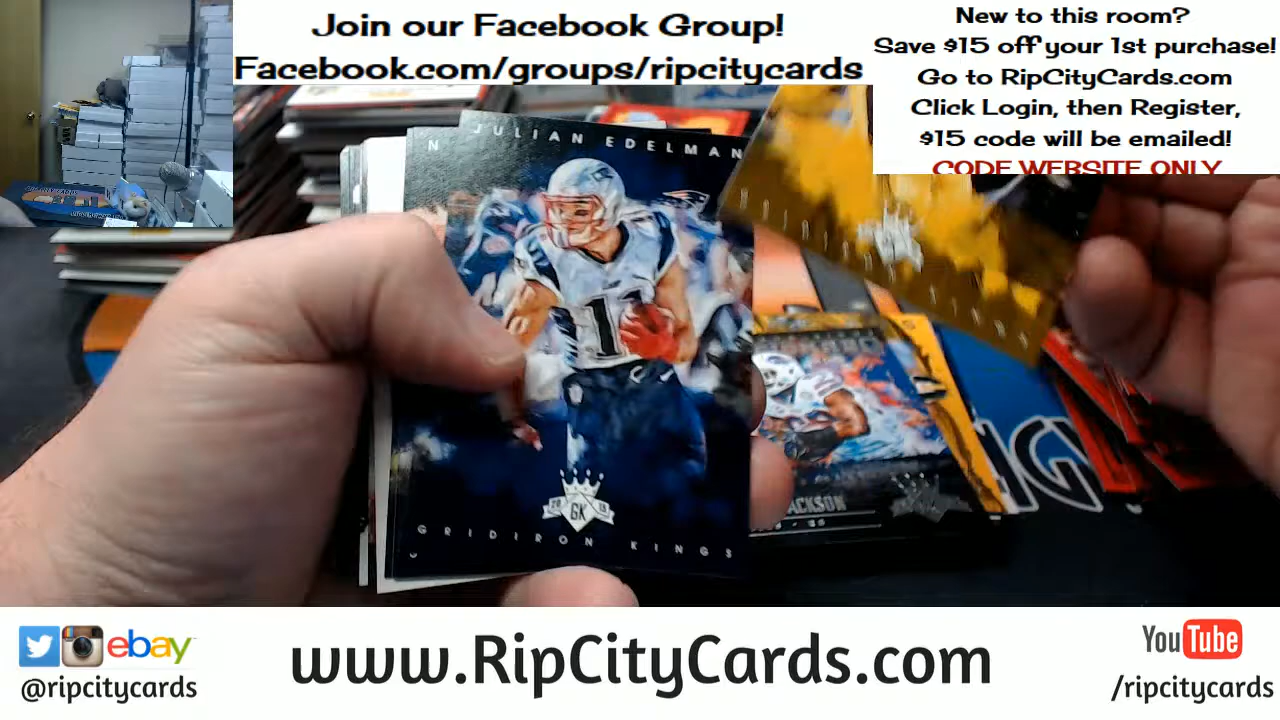 Join our Facebook Group!
Facebook.com/groups/ripcitycards
New to this room?
Save $15 off your 1st purchase!
Go to RipCityCards.com
Click Login, then Register,
$15 code will be emailed!
CODE WEBSITE ONLY
JULIAN EDELMAN
N
11
GK
GRIDIRON KINGS
ACKSON
ebay
@ripcitycards
www.RipCityCards.com
YouTube
/ripcitycards